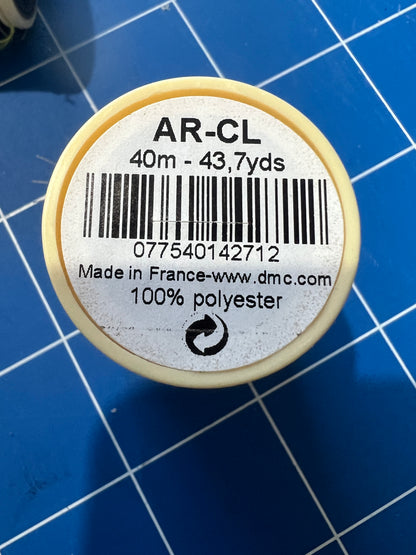 AR-CL
40m - 43,7yds
077540142712
Made in France-www.dmc.com
100% polyester